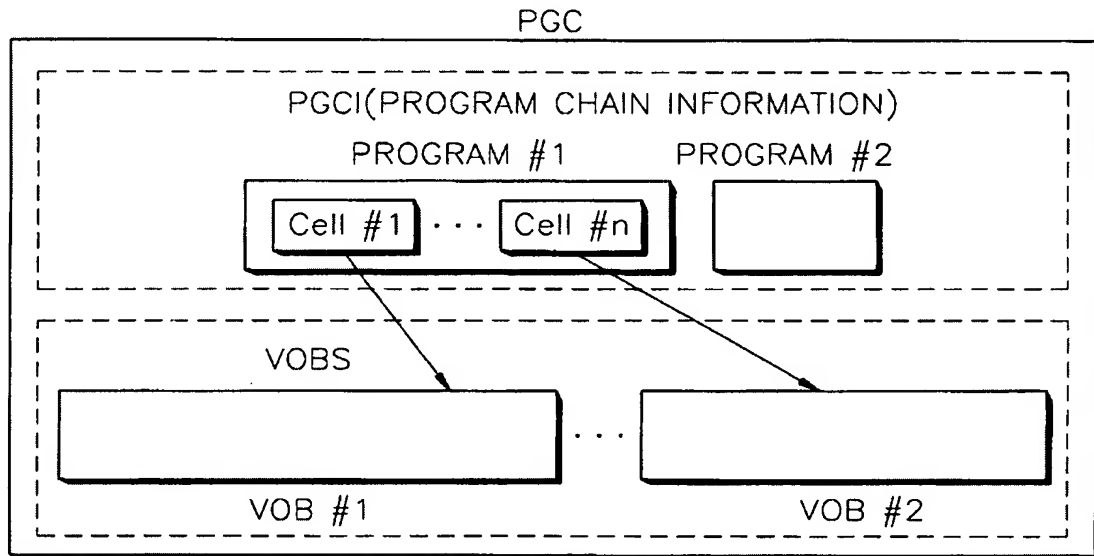 PGC
PGCI(PROGRAM CHAIN INFORMATION)
PROGRAM #1 PROGRAM #2
Cell #1 ··· Cell #n
VOBS
···
VOB #1 VOB #2